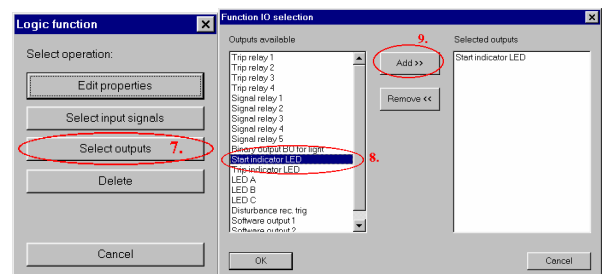 Logic function
Select operation:
Edit properties
Select input signals
Select outputs
7.
Delete
Cancel
Function IO selection
Outputs available
Trip relay 1
Trip relay 2
Trip relay 3
Trip relay 4
Signal relay 1
Signal relay 2
Signal relay 3
Signal relay 4
Signal relay 5
Binary output BO for light
Start indicator LED
8.
Trip indicator LED
LED A
LED B
LED C
Disturbance rec. trig
Software output 1
Software output 2
9.
Add >>
Remove <<
Selected outputs
Start indicator LED
OK
Cancel